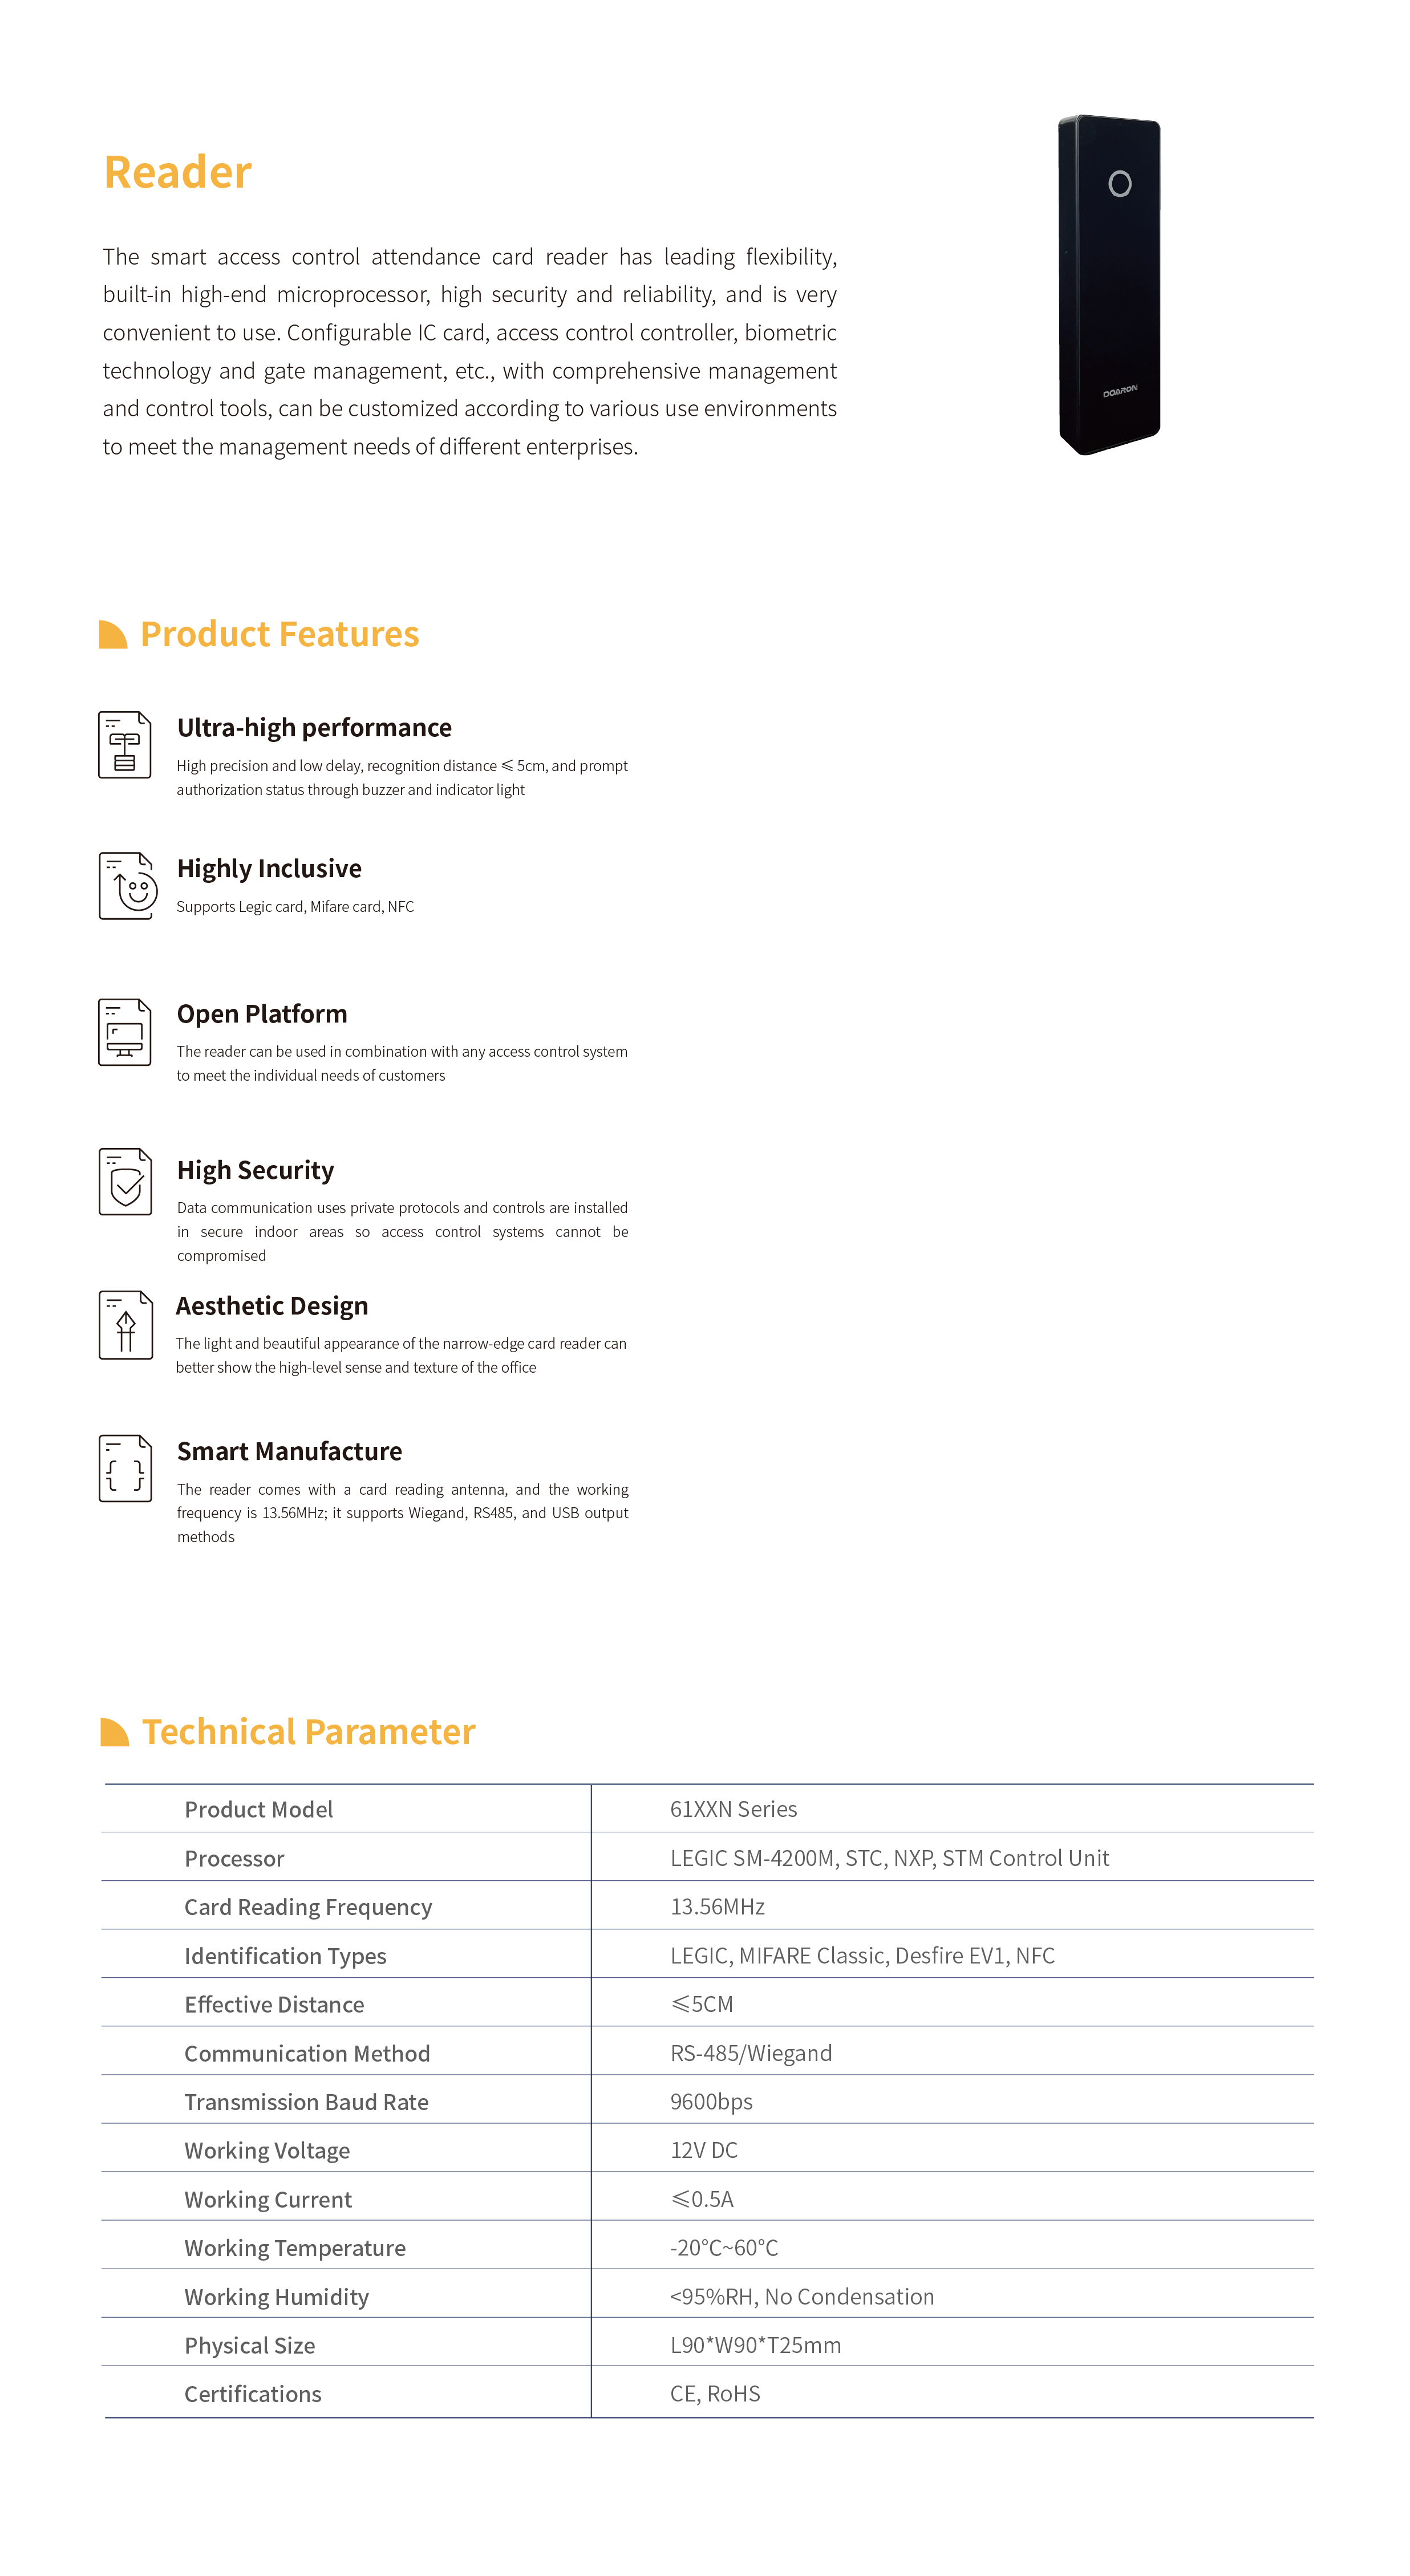 Reader
The smart access control attendance card reader has leading flexibility,
built-in high-end microprocessor, high security and reliability, and is very
convenient to use. Configurable IC card, access control controller, biometric
technology and gate management, etc., with comprehensive management
and control tools, can be customized according to various use environments
to meet the management needs of different enterprises.
DOARON
Product Features
Ultra-high performance
High precision and low delay, recognition distance ⩽ 5cm, and prompt
authorization status through buzzer and indicator light
Highly Inclusive
Supports Legic card, Mifare card, NFC
Open Platform
The reader can be used in combination with any access control system
to meet the individual needs of customers
High Security
Data communication uses private protocols and controls are installed
in secure indoor areas so access control systems cannot be
compromised
Aesthetic Design
The light and beautiful appearance of the narrow-edge card reader can
better show the high-level sense and texture of the office
Smart Manufacture
The reader comes with a card reading antenna, and the working
frequency is 13.56MHz; it supports Wiegand, RS485, and USB output
methods
Technical Parameter
Product Model 61XXN Series
Processor LEGIC SM-4200M, STC, NXP, STM Control Unit
Card Reading Frequency 13.56MHz
Identification Types LEGIC, MIFARE Classic, Desfire EV1, NFC
Effective Distance ⩽5CM
Communication Method RS-485/Wiegand
Transmission Baud Rate 9600bps
Working Voltage 12V DC
Working Current ⩽0.5A
Working Temperature -20°C~60°C
Working Humidity <95%RH, No Condensation
Physical Size L90*W90*T25mm
Certifications CE, RoHS